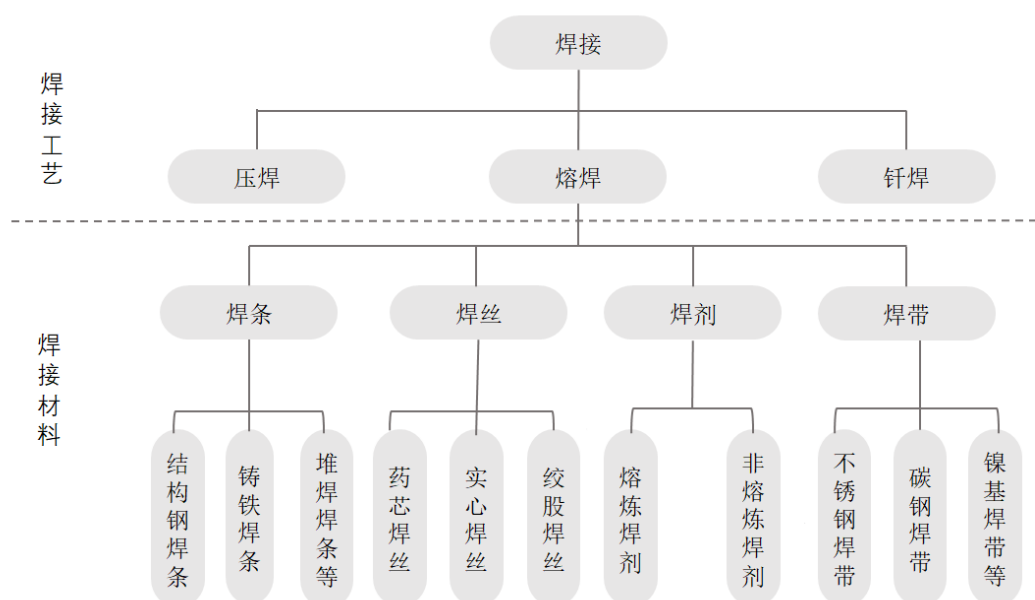 焊接
焊接工艺
压焊
熔焊
钎焊
焊接材料
焊条
焊丝
焊剂
焊带
结构钢焊条
铸铁焊条
堆焊焊条等
药芯焊丝
实心焊丝
绞股焊丝
熔炼焊剂
非熔炼焊剂
不锈钢焊带
碳钢焊带
镍基焊带等